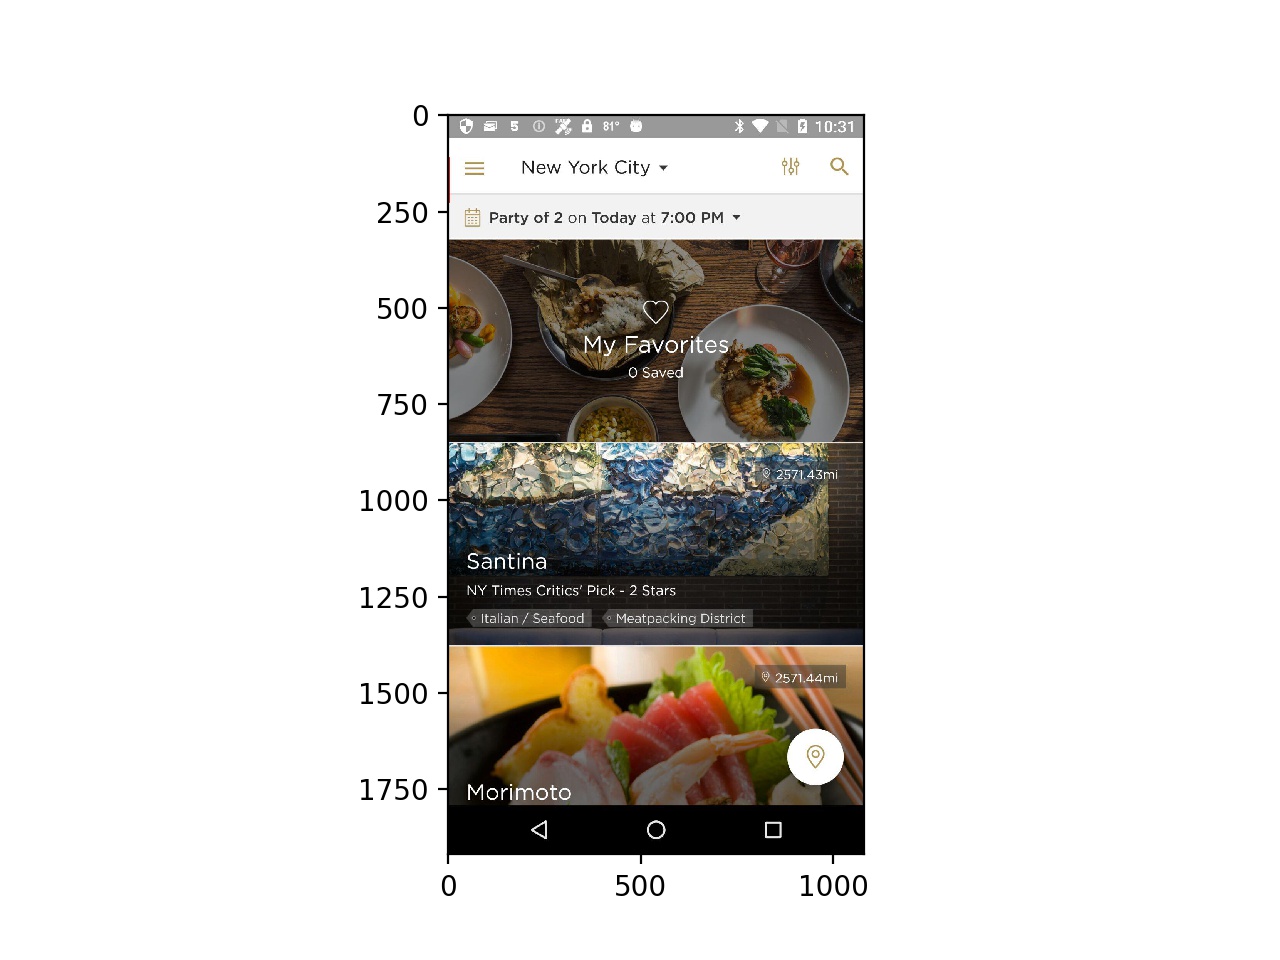 0
250
500
750
1000
1250
1500
1750
5
81°
10:31
New York City
Party of 2 on Today at 7:00 PM
My Favorites
0 Saved
2571.43mi
Santina
NY Times Critics' Pick - 2 Stars
Italian / Seafood
Meatpacking District
2571.44mi
Morimoto
0
500
1000